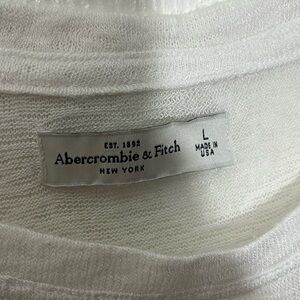 EST. 1892
Abercrombie & Fitch
NEW YORK
L
MADE IN
USA